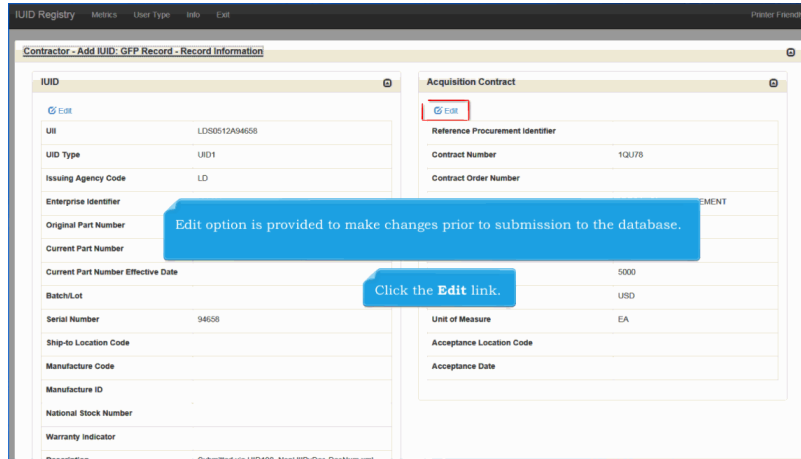 IUID Registry Metrics User Type Info Exit Printer Friendly
Contractor - Add IUID: GFP Record - Record Information
IUID
Edit
UII LDS0512A94658
UID Type UID1
Issuing Agency Code LD
Enterprise Identifier
Original Part Number
Current Part Number
Current Part Number Effective Date
Batch/Lot
Serial Number 94658
Ship-to Location Code
Manufacture Code
Manufacture ID
National Stock Number
Warranty Indicator
Acquisition Contract
Edit
Reference Procurement Identifier
Contract Number 1QU78
Contract Order Number
EMENT
5000
USD
Unit of Measure EA
Acceptance Location Code
Acceptance Date
Edit option is provided to make changes prior to submission to the database.
Click the Edit link.